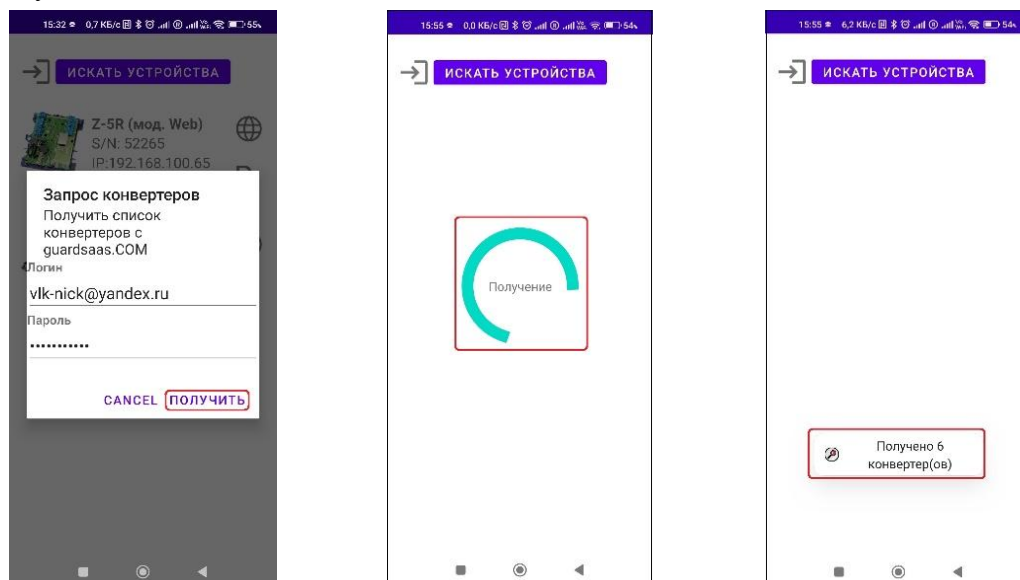 15:32 0,7 КБ/с 55
ИСКАТЬ УСТРОЙСТВА
Z-5R (мод. Web)
S/N: 52265
IP:192.168.100.65
Запрос конвертеров
Получить список
конвертеров с
guardsaas.COM
Логин
vlk-nick@yandex.ru
Пароль
•••••••••••
CANCEL ПОЛУЧИТЬ
15:55 0,0 КБ/с 54
ИСКАТЬ УСТРОЙСТВА
Получение
15:55 6,2 КБ/с 54
ИСКАТЬ УСТРОЙСТВА
Получено 6
конвертер(ов)